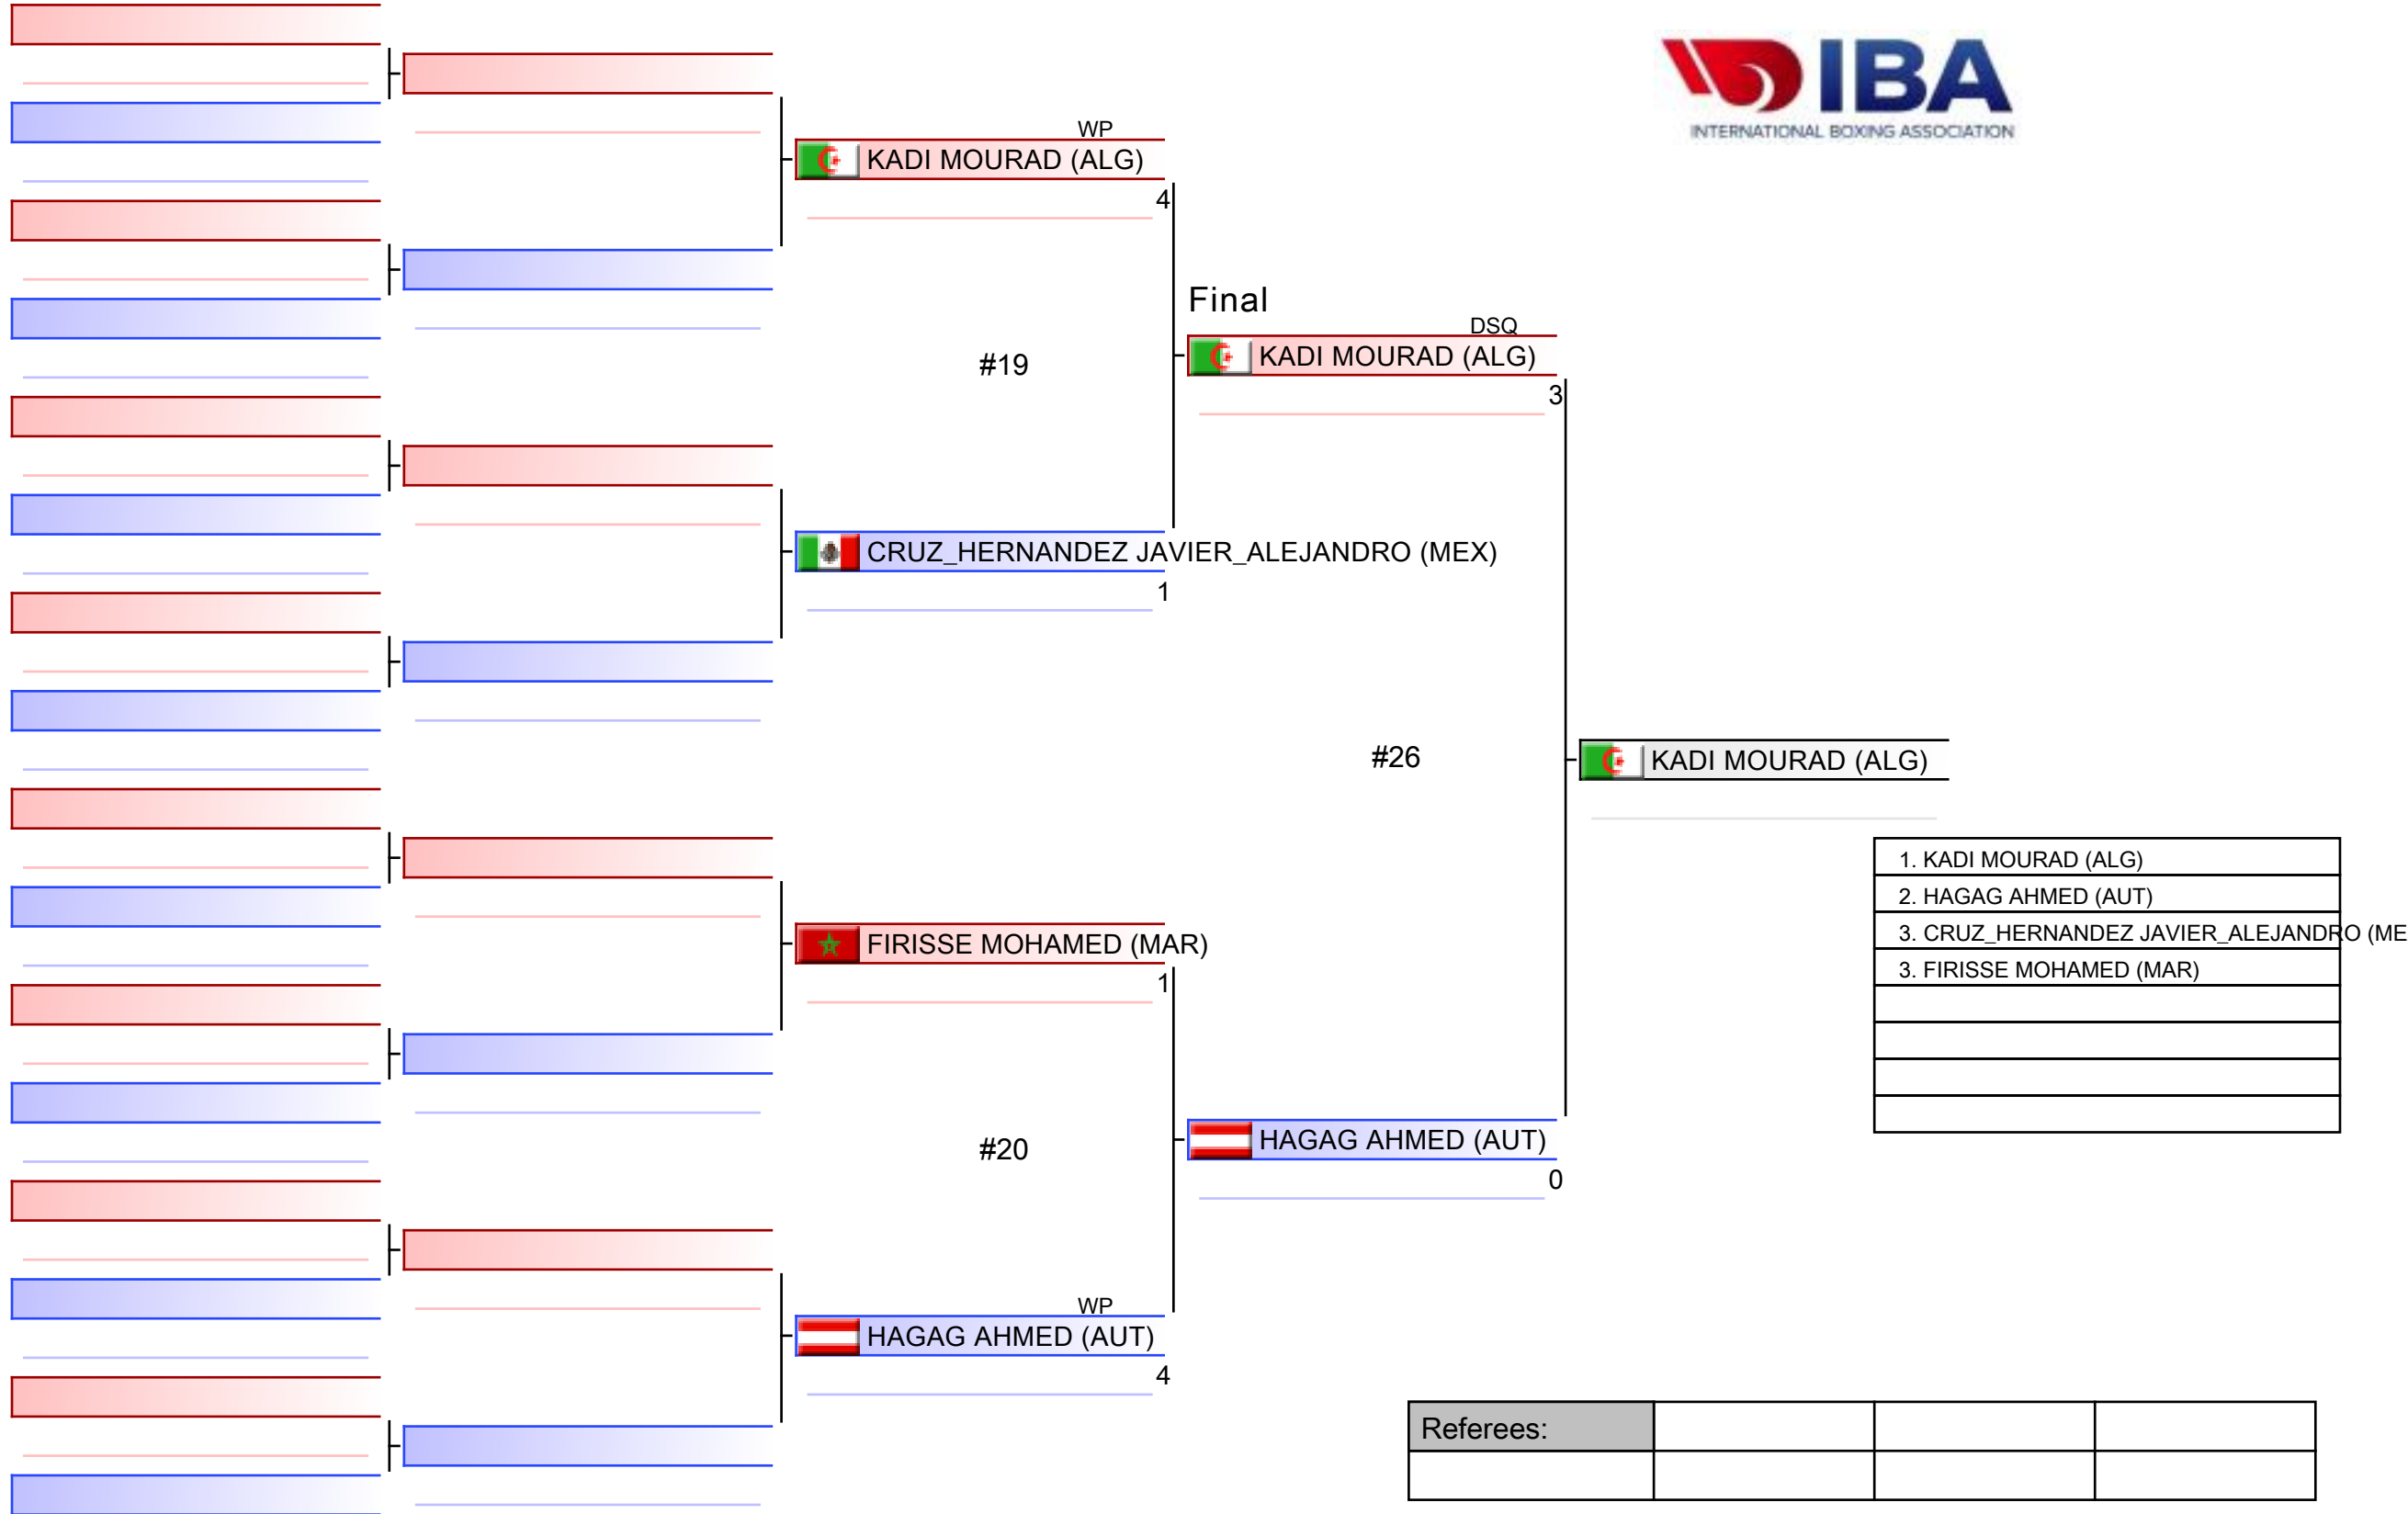 IBA
INTERNATIONAL BOXING ASSOCIATION
WP
KADI MOURAD (ALG)
4
Final
DSQ
#19
KADI MOURAD (ALG)
3
CRUZ_HERNANDEZ JAVIER_ALEJANDRO (MEX)
1
#26
KADI MOURAD (ALG)
1. KADI MOURAD (ALG)
2. HAGAG AHMED (AUT)
3. CRUZ_HERNANDEZ JAVIER_ALEJANDRO (ME
3. FIRISSE MOHAMED (MAR)
FIRISSE MOHAMED (MAR)
1
#20
HAGAG AHMED (AUT)
0
WP
HAGAG AHMED (AUT)
4
Referees: